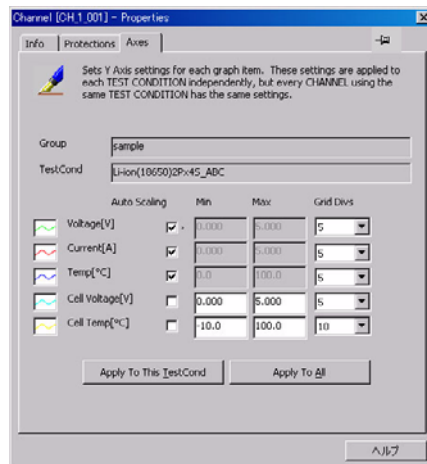 Channel [CH_1_001] - Properties
Info Protections Axes
Sets Y Axis settings for each graph item. These settings are applied to
each TEST CONDITION independently, but every CHANNEL using the
same TEST CONDITION has the same settings.
Group sample
TestCond Li-ion(18650)2Px4S_ABC
Auto Scaling Min Max Grid Divs
Voltage[V] 0.000 5.000 5
Current[A] 0.000 5.000 5
Temp[°C] 0.0 100.0 5
Cell Voltage[V] 0.000 5.000 5
Cell Temp[°C] -10.0 100.0 10
Apply To This TestCond Apply To All
ヘルプ